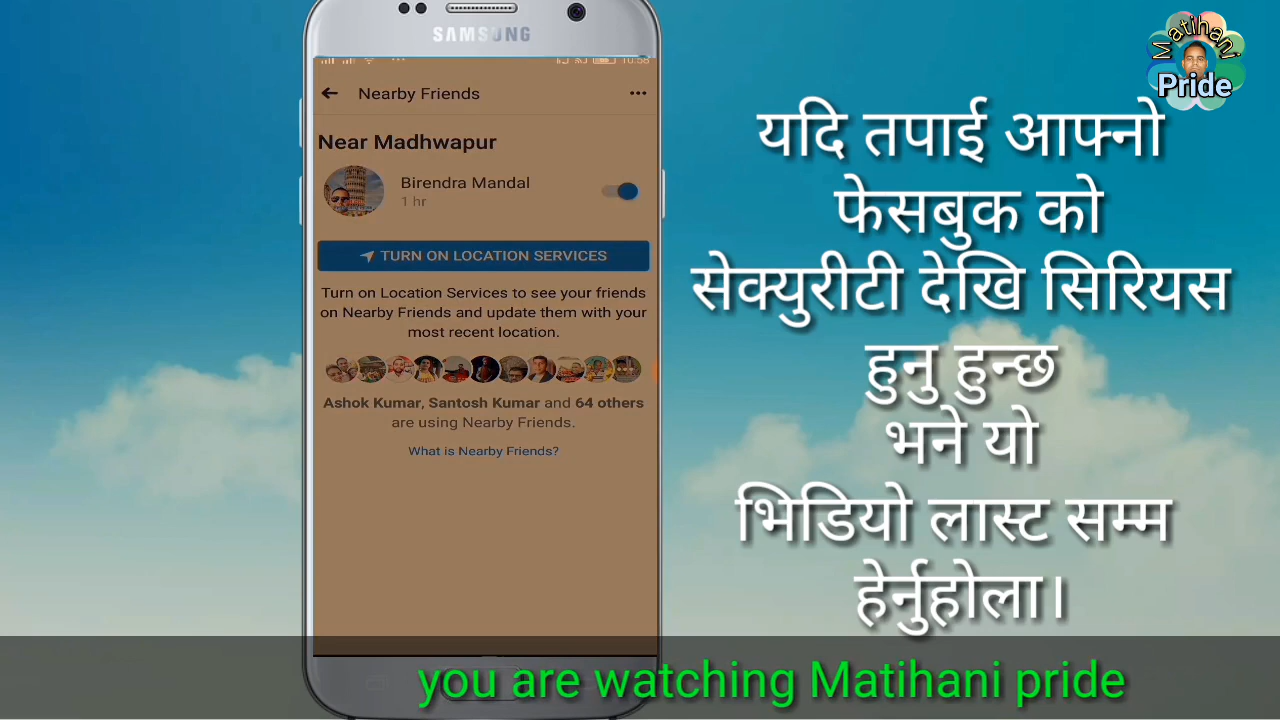 SAMSUNG
10:56
Nearby Friends
Near Madhwapur
Birendra Mandal
1 hr
TURN ON LOCATION SERVICES
Turn on Location Services to see your friends
on Nearby Friends and update them with your
most recent location.
Ashok Kumar, Santosh Kumar and 64 others
are using Nearby Friends.
What is Nearby Friends?
Matihani
Pride
यदि तपाई आफ्नो
फेसबुक को
सेक्युरीटी देखि सिरियस
हुनु हुन्छ
भने यो
भिडियो लास्ट सम्म
हेर्नुहोला।
you are watching Matihani pride